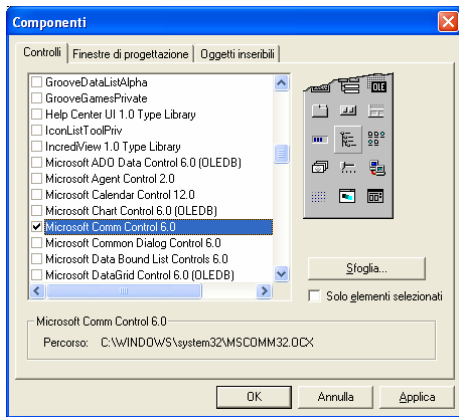 Componenti
Controlli Finestre di progettazione Oggetti inseribili
GrooveDataListAlpha
GrooveGamesPrivate
Help Center UI 1.0 Type Library
IconListToolPriv
IncrediView 1.0 Type Library
Microsoft ADO Data Control 6.0 (OLEDB)
Microsoft Agent Control 2.0
Microsoft Calendar Control 12.0
Microsoft Chart Control 6.0 (OLEDB)
Microsoft Comm Control 6.0
Microsoft Common Dialog Control 6.0
Microsoft Data Bound List Controls 6.0
Microsoft DataGrid Control 6.0 (OLEDB)
OLE
Sfoglia...
Solo elementi selezionati
Microsoft Comm Control 6.0
Percorso: C:\WINDOWS\system32\MSCOMM32.OCX
OK Annulla Applica